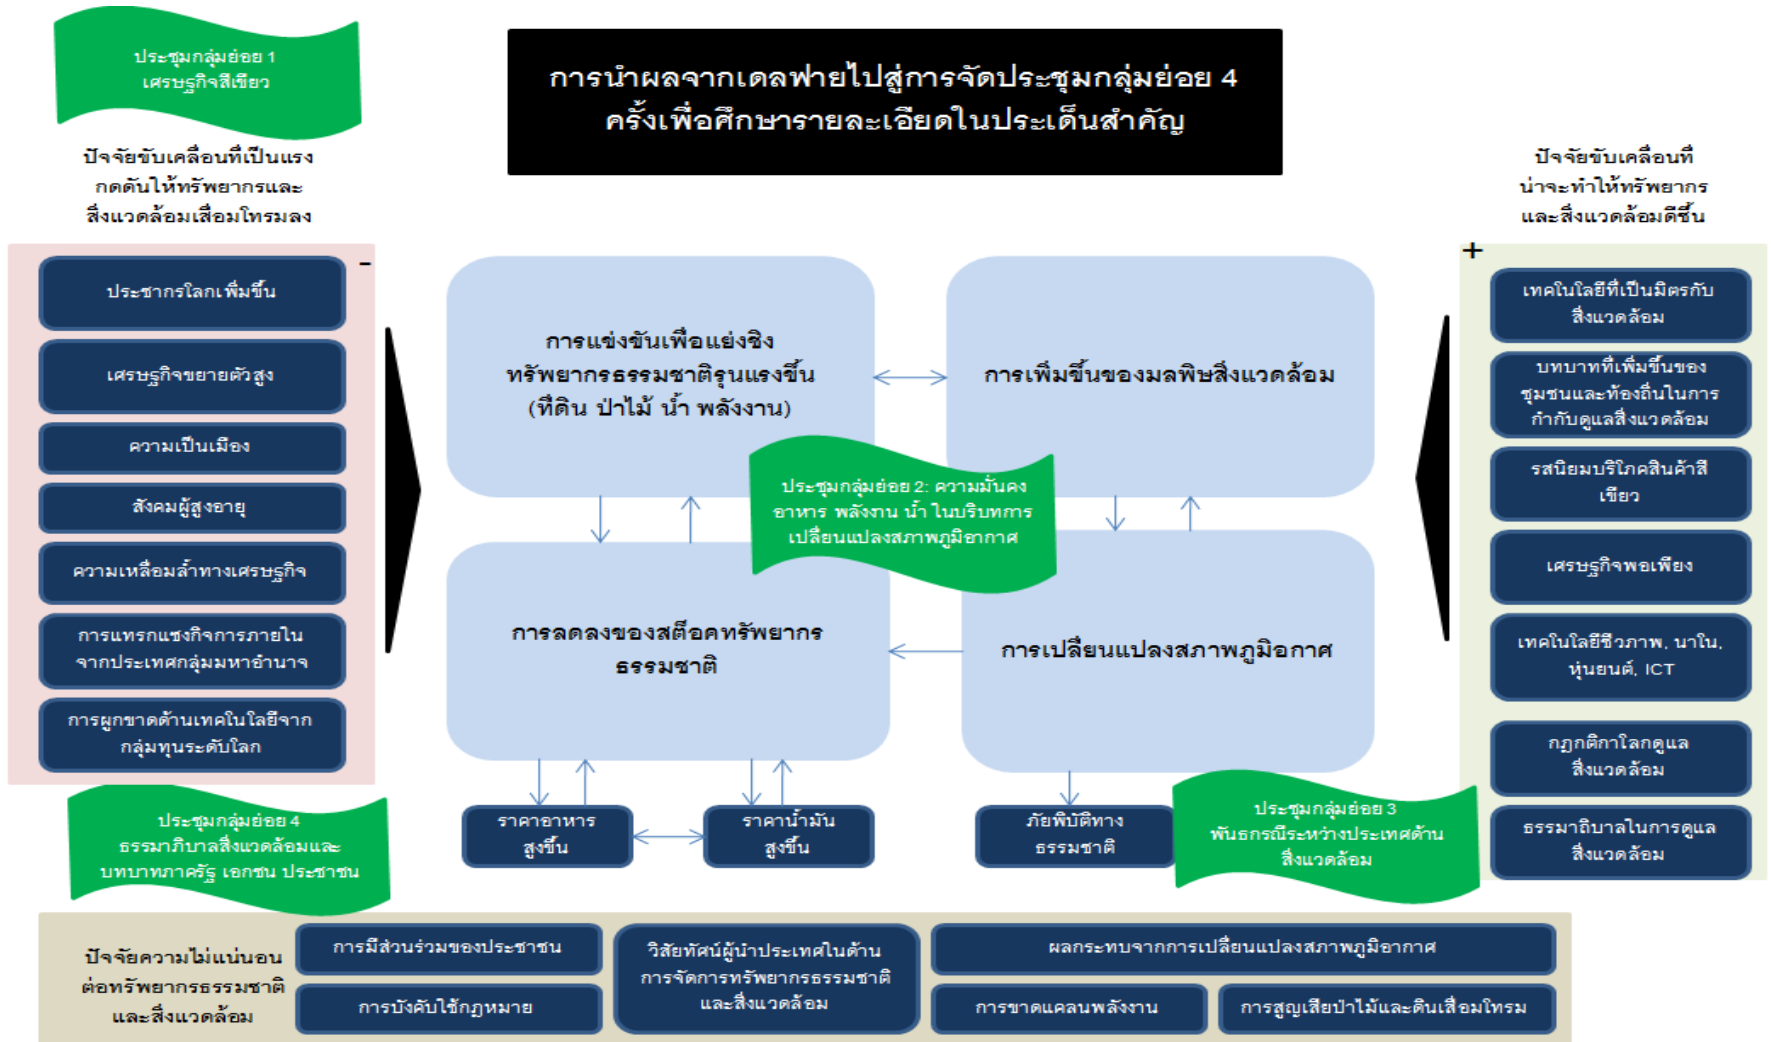 ประชุมกลุ่มย่อย 1
เศรษฐกิจสีเขียว
การนำผลจากเดลฟายไปสู่การจัดประชุมกลุ่มย่อย 4
ครั้งเพื่อศึกษารายละเอียดในประเด็นสำคัญ
ปัจจัยขับเคลื่อนที่เป็นแรง
กดดันให้ทรัพยากรและ
สิ่งแวดล้อมเสื่อมโทรมลง
-
ประชากรโลกเพิ่มขึ้น
เศรษฐกิจขยายตัวสูง
ความเป็นเมือง
สังคมผู้สูงอายุ
ความเหลื่อมล้ำทางเศรษฐกิจ
การแทรกแซงกิจการภายใน
จากประเทศกลุ่มมหาอำนาจ
การผูกขาดด้านเทคโนโลยีจาก
กลุ่มทุนระดับโลก
การแข่งขันเพื่อแย่งชิง
ทรัพยากรธรรมชาติรุนแรงขึ้น
(ที่ดิน ป่าไม้ น้ำ พลังงาน)
การเพิ่มขึ้นของมลพิษสิ่งแวดล้อม
ประชุมกลุ่มย่อย 2: ความมั่นคง
อาหาร พลังงาน น้ำ ในบริบทการ
เปลี่ยนแปลงสภาพภูมิอากาศ
การลดลงของสต็อคทรัพยากร
ธรรมชาติ
การเปลี่ยนแปลงสภาพภูมิอากาศ
ราคาอาหาร
สูงขึ้น
ราคาน้ำมัน
สูงขึ้น
ภัยพิบัติทาง
ธรรมชาติ
ปัจจัยขับเคลื่อนที่
น่าจะทำให้ทรัพยากร
และสิ่งแวดล้อมดีขึ้น
+
เทคโนโลยีที่เป็นมิตรกับ
สิ่งแวดล้อม
บทบาทที่เพิ่มขึ้นของ
ชุมชนและท้องถิ่นในการ
กำกับดูแลสิ่งแวดล้อม
รสนิยมบริโภคสินค้าสี
เขียว
เศรษฐกิจพอเพียง
เทคโนโลยีชีวภาพ, นาโน,
หุ่นยนต์, ICT
กฎกติกาโลกดูแล
สิ่งแวดล้อม
ธรรมาภิบาลในการดูแล
สิ่งแวดล้อม
ประชุมกลุ่มย่อย 4
ธรรมาภิบาลสิ่งแวดล้อมและ
บทบาทภาครัฐ เอกชน ประชาชน
ประชุมกลุ่มย่อย 3
พันธกรณีระหว่างประเทศด้าน
สิ่งแวดล้อม
ปัจจัยความไม่แน่นอน
ต่อทรัพยากรธรรมชาติ
และสิ่งแวดล้อม
การมีส่วนร่วมของประชาชน
การบังคับใช้กฎหมาย
วิสัยทัศน์ผู้นำประเทศในด้าน
การจัดการทรัพยากรธรรมชาติ
และสิ่งแวดล้อม
ผลกระทบจากการเปลี่ยนแปลงสภาพภูมิอากาศ
การขาดแคลนพลังงาน
การสูญเสียป่าไม้และดินเสื่อมโทรม